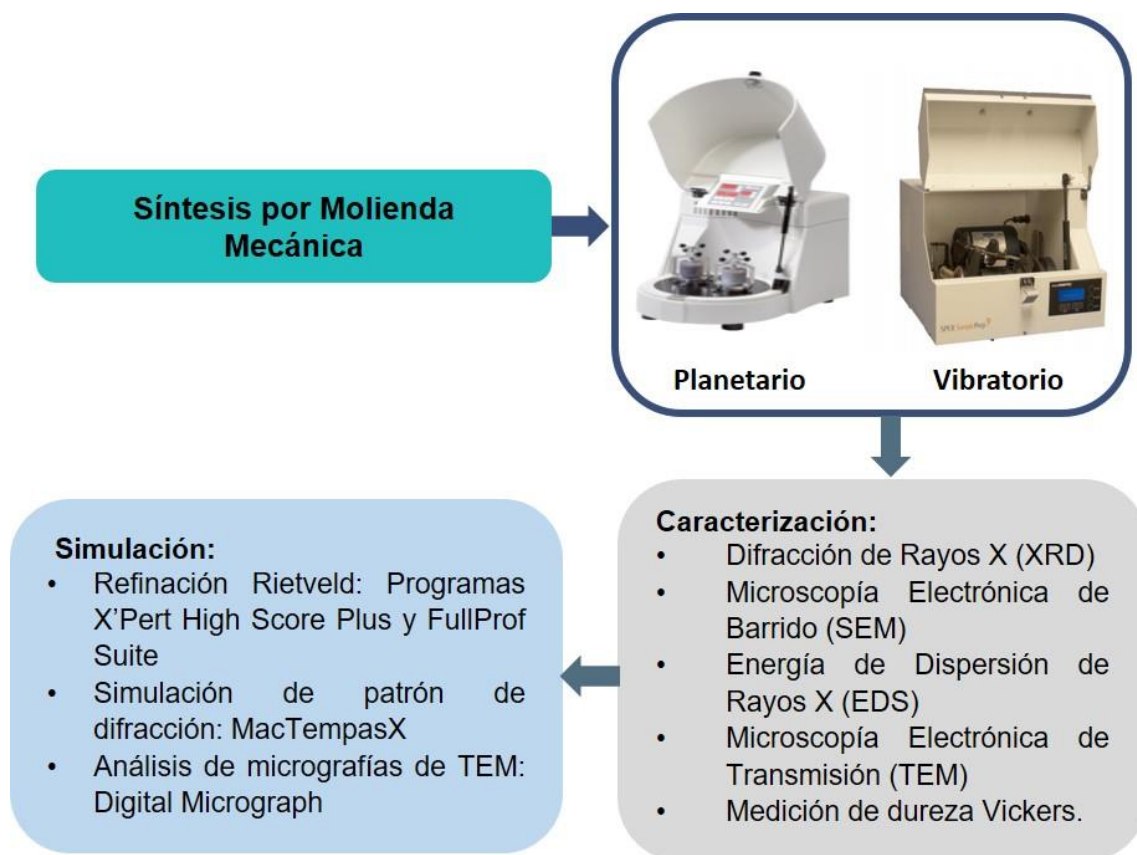 Síntesis por Molienda
Mecánica
SPEX SamplePrep
Planetario
Vibratorio
Caracterización:
• Difracción de Rayos X (XRD)
• Microscopía Electrónica de
Barrido (SEM)
• Energía de Dispersión de
Rayos X (EDS)
• Microscopía Electrónica de
Transmisión (TEM)
• Medición de dureza Vickers.
Simulación:
• Refinación Rietveld: Programas
X’Pert High Score Plus y FullProf
Suite
• Simulación de patrón de
difracción: MacTempasX
• Análisis de micrografías de TEM:
Digital Micrograph